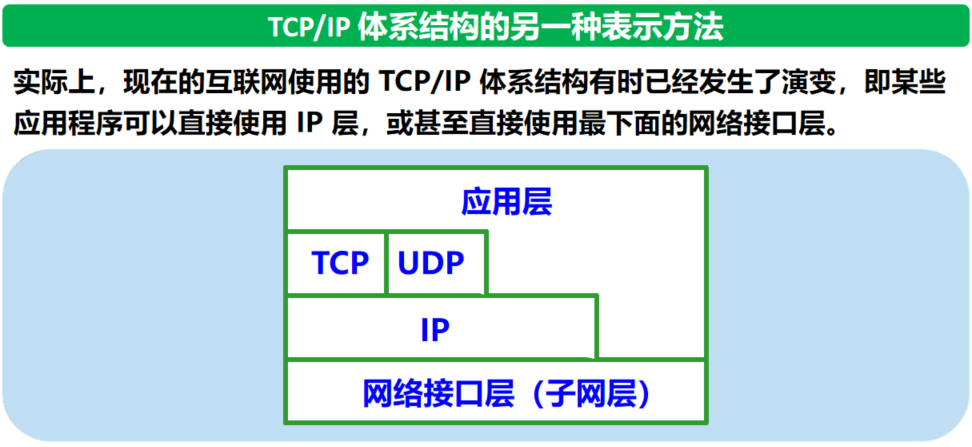 TCP/IP 体系结构的另一种表示方法
实际上，现在的互联网使用的 TCP/IP 体系结构有时已经发生了演变，即某些
应用程序可以直接使用 IP 层，或甚至直接使用最下面的网络接口层。
应用层
TCP UDP
IP
网络接口层（子网层）